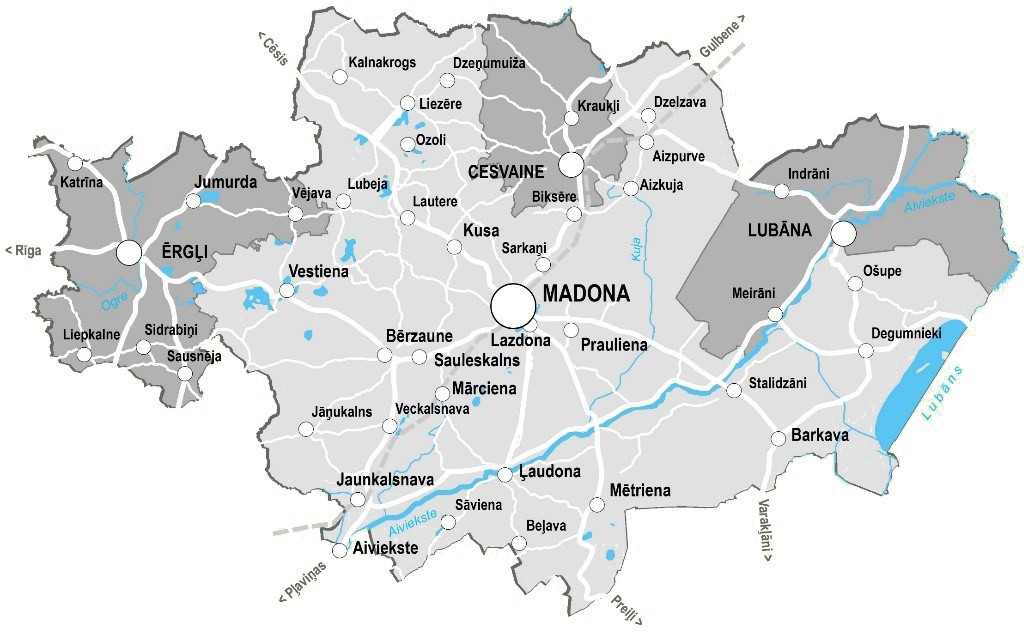 Gulbene >
< Cēsis
Kalnakrogs
Dzeņumuiža
Liezēre
Kraukļi
Dzelzava
Ozoli
Aizpurve
CESVAINE
Indrāni
Katrīna
Jumurda
Vējava
Lubeja
Aizkuja
Biksēre
Lautere
Aiviekste
Kusa
LUBĀNA
< Rīga
ĒRGĻI
Sarkaņi
Kuja
Vestiena
Ošupe
MADONA
Meirāni
Ogre
Liepkalne
Sidrabiņi
Bērzaune
Lazdona
Prauliena
Degumnieki
Sausnēja
Sauleskalns
Mārciena
Stalidzāni
Lubāns
Jāņukalns
Veckalsnava
Barkava
Jaunkalsnava
Ļaudona
Mētriena
Sāviena
Aiviekste
Beļava
Varakļāni >
Aiviekste
< Pļaviņas
Preiļi >